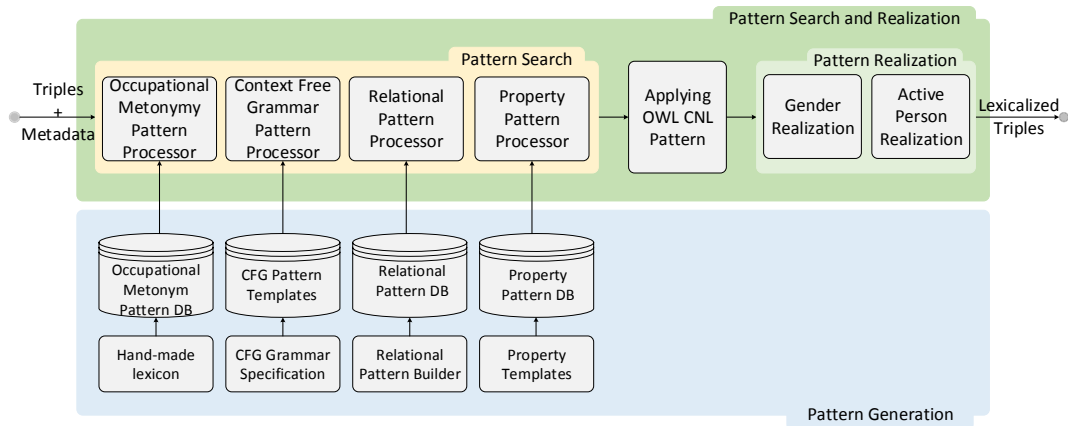 Pattern Search and Realization
Pattern Search
Pattern Realization
Triples
+
Metadata
Occupational
Metonymy
Pattern
Processor
Context Free
Grammar
Pattern
Processor
Relational
Pattern
Processor
Property
Pattern
Processor
Applying
OWL CNL
Pattern
Gender
Realization
Active
Person
Realization
Lexicalized
Triples
Occupational
Metonym
Pattern DB
CFG Pattern
Templates
Relational
Pattern DB
Property
Pattern DB
Hand-made
lexicon
CFG Grammar
Specification
Relational
Pattern Builder
Property
Templates
Pattern Generation